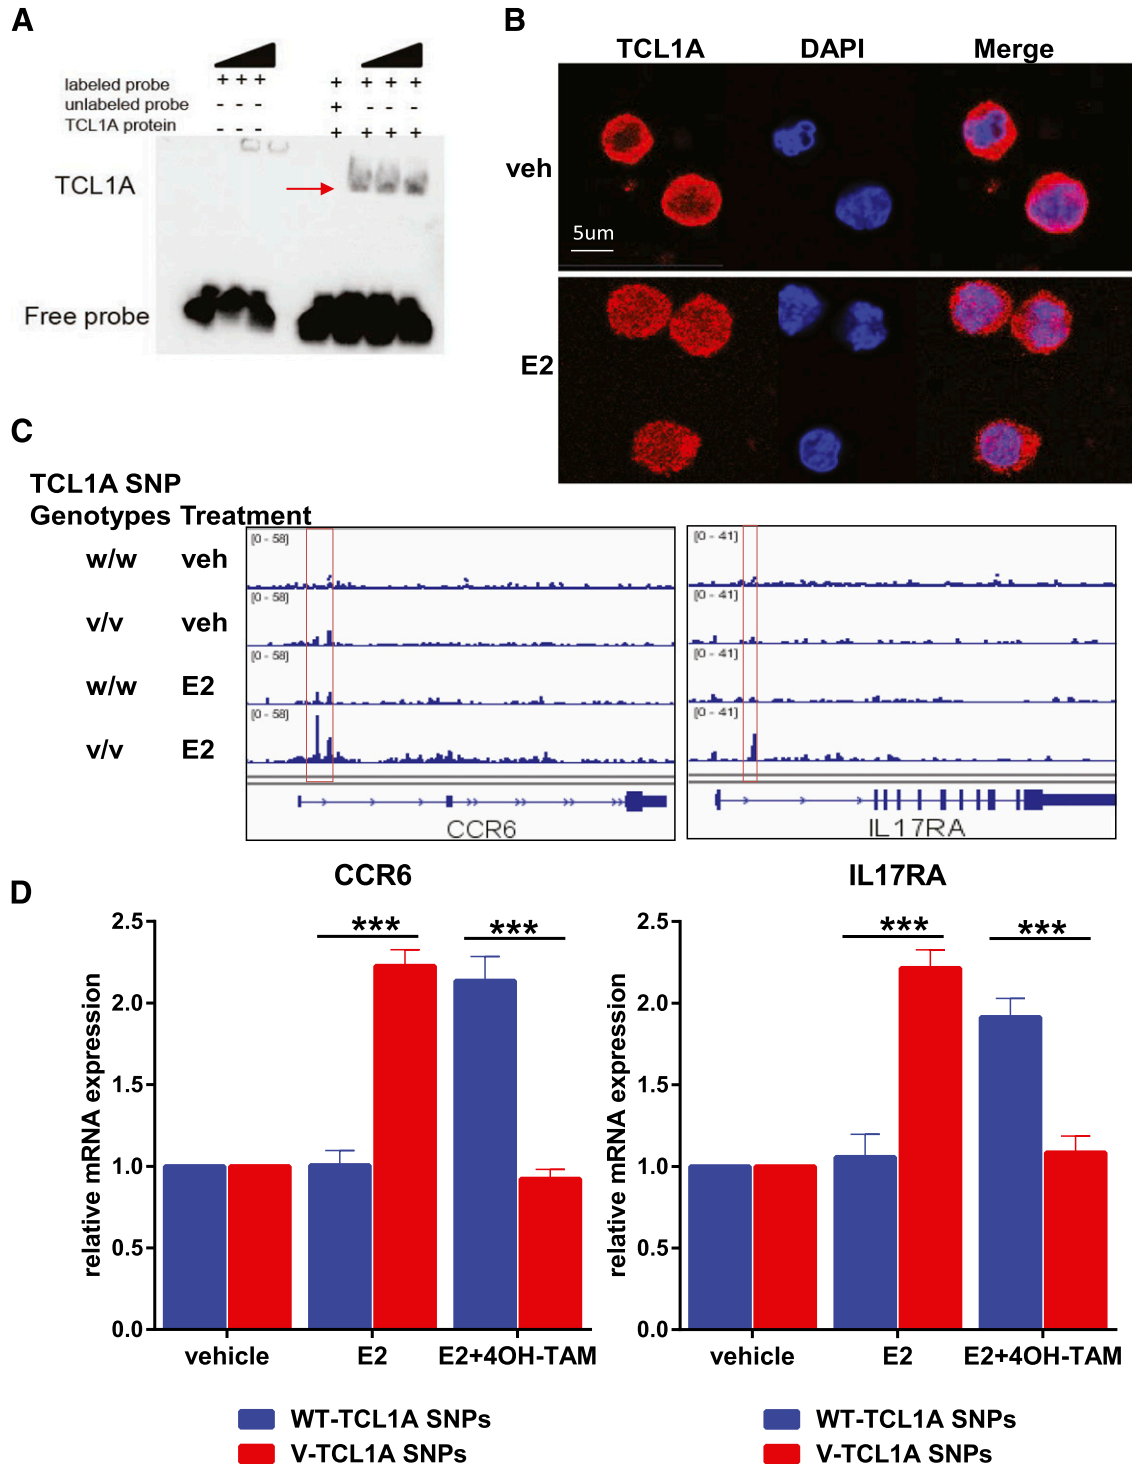 A
labeled probe + + + + + + +
unlabeled probe - - - + - - -
TCL1A protein - - - + + + +
TCL1A
Free probe
B
TCL1A DAPI Merge
veh
5um
E2
C
TCL1A SNP
Genotypes Treatment
w/w veh
v/v veh
w/w E2
v/v E2
[0 - 58]
[0 - 58]
[0 - 58]
[0 - 58]
CCR6
[0 - 41]
[0 - 41]
[0 - 41]
[0 - 41]
IL17RA
D
CCR6
relative mRNA expression
2.5
2.0
1.5
1.0
0.5
0.0
*** ***
vehicle E2 E2+4OH-TAM
WT-TCL1A SNPs
V-TCL1A SNPs
IL17RA
relative mRNA expression
2.5
2.0
1.5
1.0
0.5
0.0
*** ***
vehicle E2 E2+4OH-TAM
WT-TCL1A SNPs
V-TCL1A SNPs